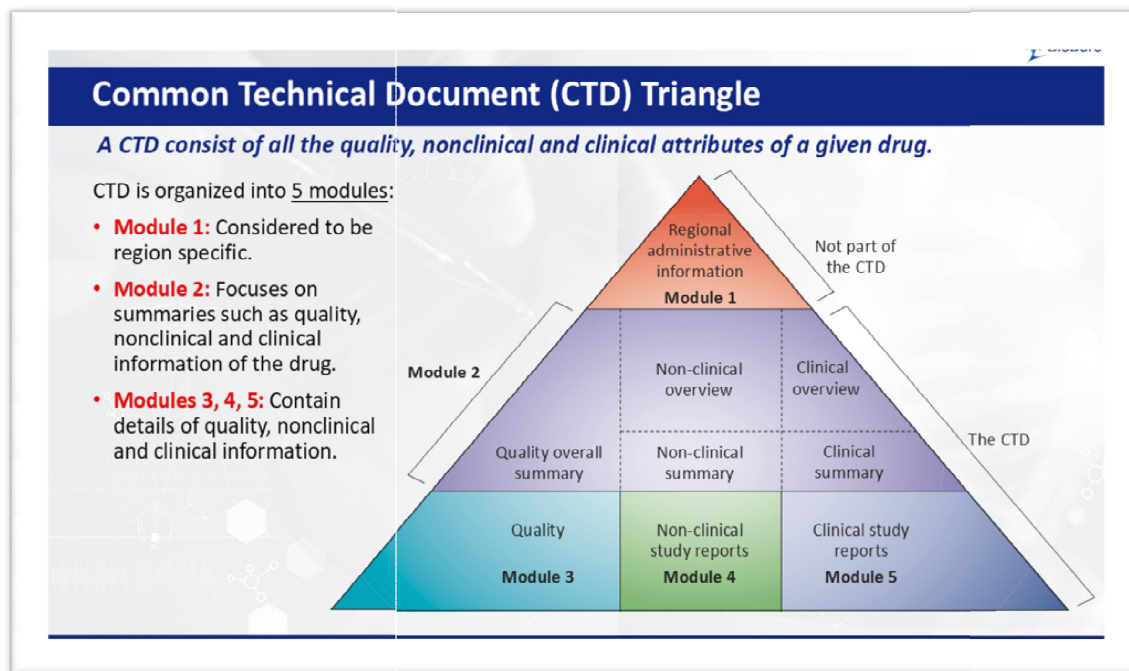 Common Technical Document (CTD) Triangle
A CTD consist of all the quality, nonclinical and clinical attributes of a given drug.
CTD is organized into 5 modules:
• Module 1: Considered to be
region specific.
• Module 2: Focuses on
summaries such as quality,
nonclinical and clinical
information of the drug.
• Modules 3, 4, 5: Contain
details of quality, nonclinical
and clinical information.
Regional
administrative
information
Module 1
Not part of
the CTD
Module 2
Non-clinical
overview
Clinical
overview
Quality overall
summary
Non-clinical
summary
Clinical
summary
The CTD
Quality
Module 3
Non-clinical
study reports
Module 4
Clinical study
reports
Module 5